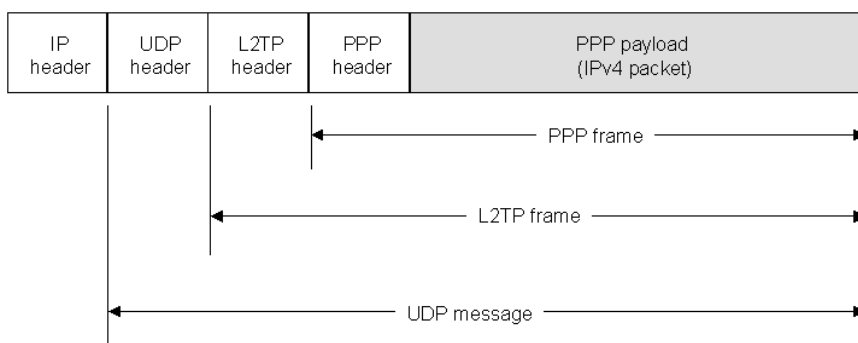 IP header
UDP header
L2TP header
PPP header
PPP payload
(IPv4 packet)
PPP frame
L2TP frame
UDP message